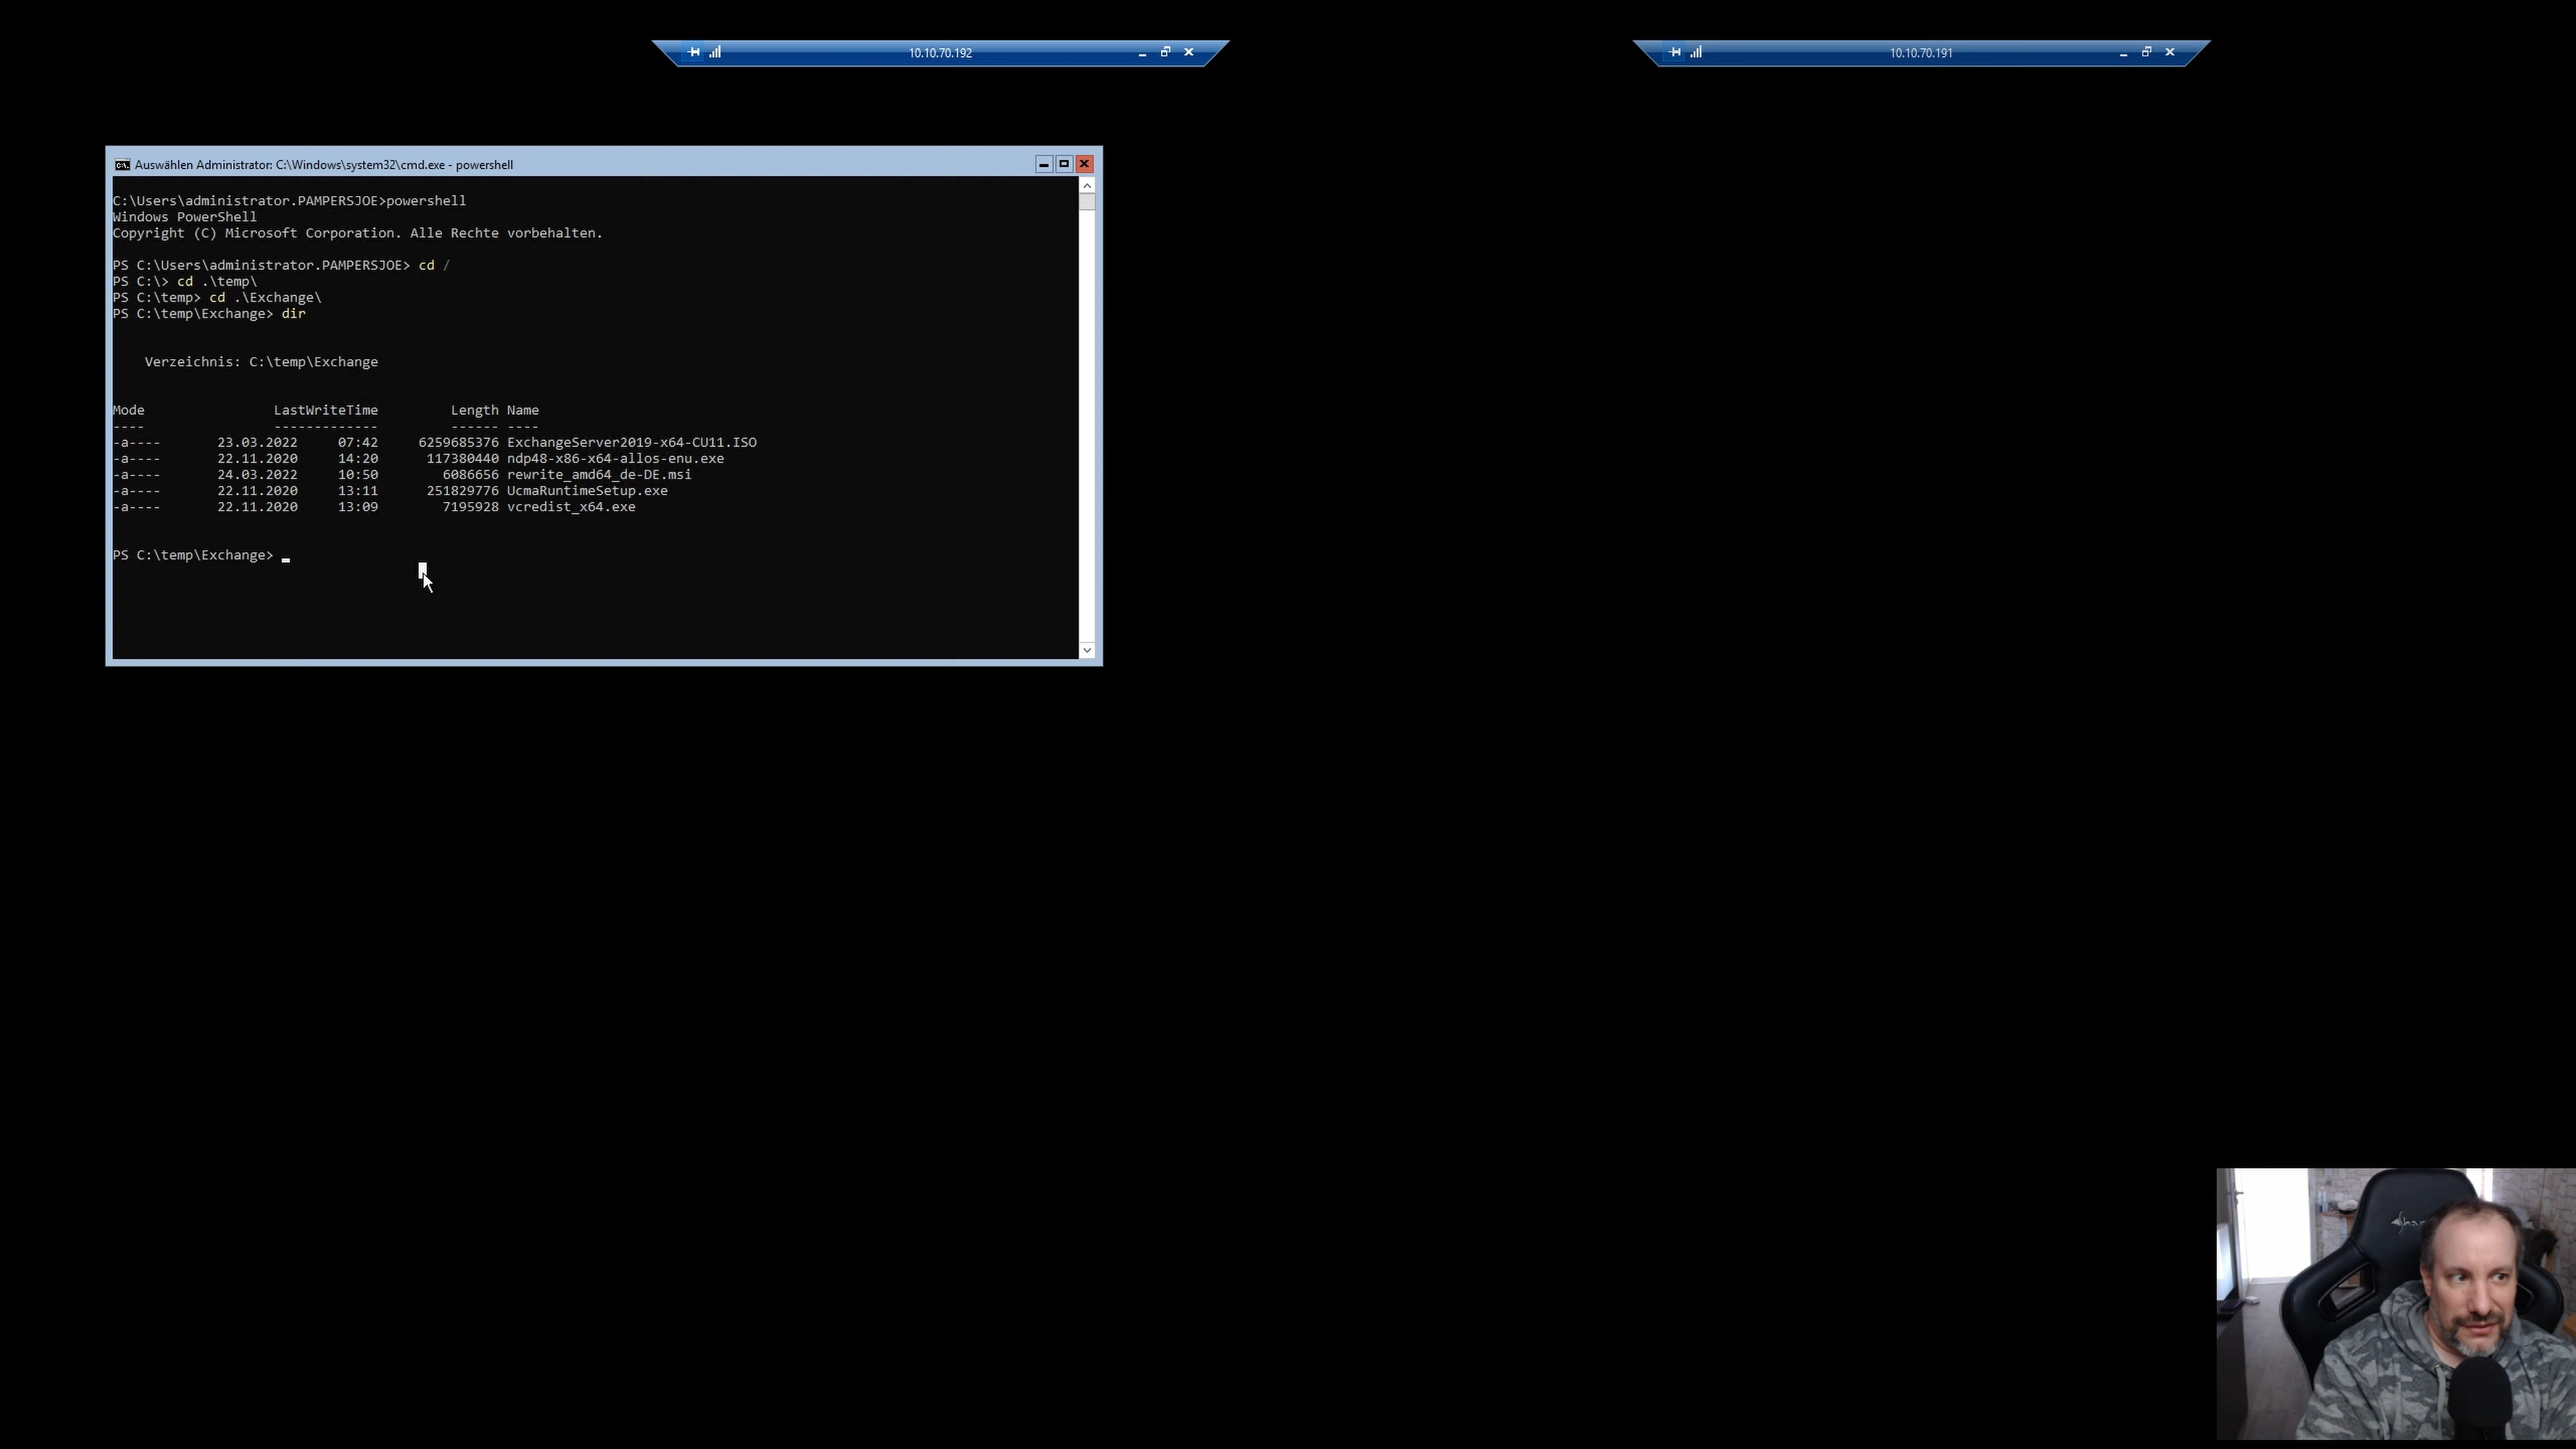 10.10.70.192
10.10.70.191
Auswählen Administrator: C:\Windows\system32\cmd.exe - powershell
C:\Users\administrator.PAMPERSJOE>powershell
Windows PowerShell
Copyright (C) Microsoft Corporation. Alle Rechte vorbehalten.
PS C:\Users\administrator.PAMPERSJOE> cd /
PS C:\> cd .\temp\
PS C:\temp> cd .\Exchange\
PS C:\temp\Exchange> dir
Verzeichnis: C:\temp\Exchange
Mode LastWriteTime Length Name
---- ------------- ------ ----
-a---- 23.03.2022 07:42 6259685376 ExchangeServer2019-x64-CU11.ISO
-a---- 22.11.2020 14:20 117380440 ndp48-x86-x64-allos-enu.exe
-a---- 24.03.2022 10:50 6086656 rewrite_amd64_de-DE.msi
-a---- 22.11.2020 13:11 251829776 UcmaRuntimeSetup.exe
-a---- 22.11.2020 13:09 7195928 vcredist_x64.exe
PS C:\temp\Exchange>